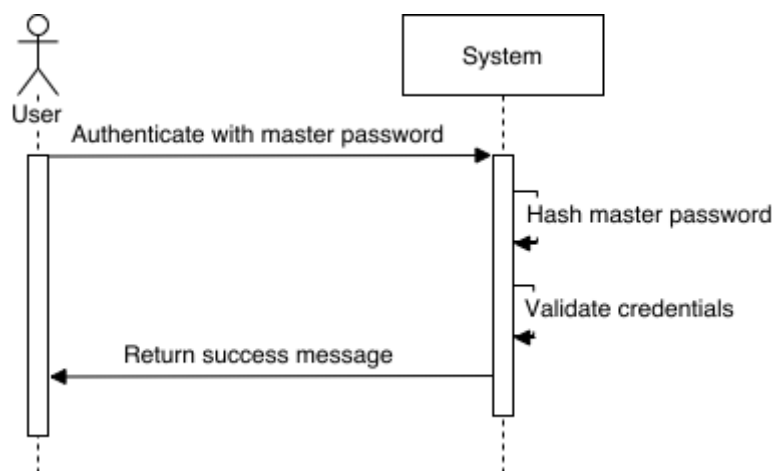 System
User
Authenticate with master password
Hash master password
Validate credentials
Return success message